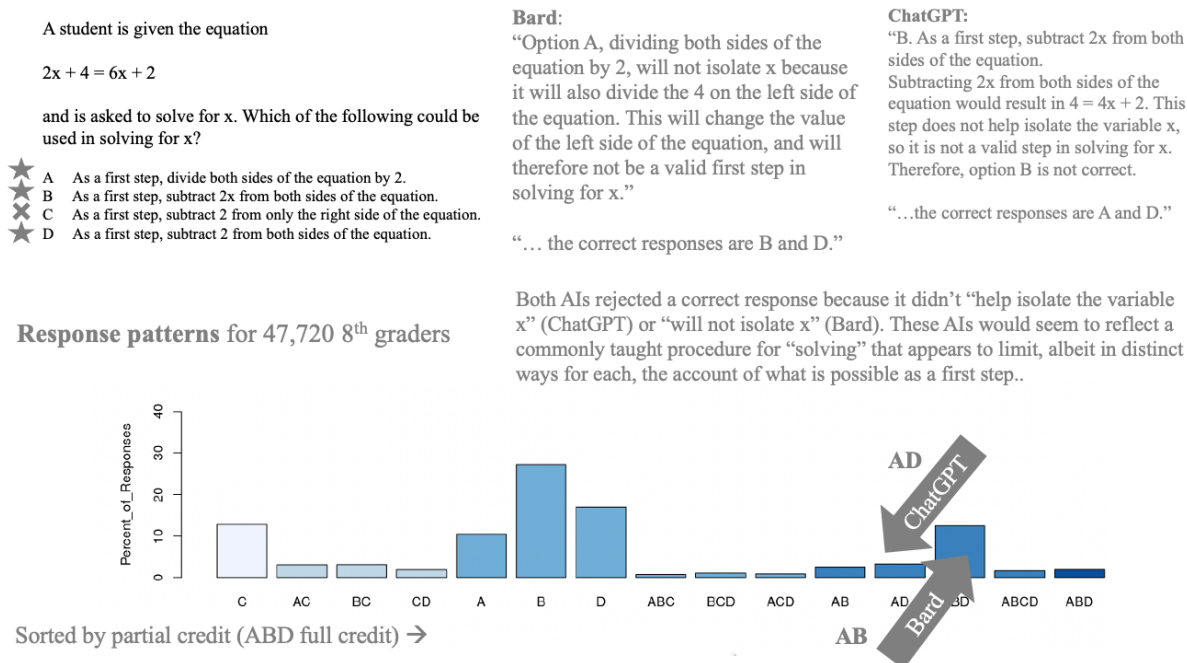 A student is given the equation
2x + 4 = 6x + 2
and is asked to solve for x. Which of the following could be
used in solving for x?
A As a first step, divide both sides of the equation by 2.
B As a first step, subtract 2x from both sides of the equation.
C As a first step, subtract 2 from only the right side of the equation.
D As a first step, subtract 2 from both sides of the equation.
Bard:
“Option A, dividing both sides of the
equation by 2, will not isolate x because
it will also divide the 4 on the left side of
the equation. This will change the value
of the left side of the equation, and will
therefore not be a valid first step in
solving for x.”
“… the correct responses are B and D.”
ChatGPT:
“B. As a first step, subtract 2x from both
sides of the equation.
Subtracting 2x from both sides of the
equation would result in 4 = 4x + 2. This
step does not help isolate the variable x,
so it is not a valid step in solving for x.
Therefore, option B is not correct.
“…the correct responses are A and D.”
Both AIs rejected a correct response because it didn’t “help isolate the variable
x” (ChatGPT) or “will not isolate x” (Bard). These AIs would seem to reflect a
commonly taught procedure for “solving” that appears to limit, albeit in distinct
ways for each, the account of what is possible as a first step..
Response patterns for 47,720 8th graders
Percent_of_Responses
40
30
20
10
0
AD
ChatGPT
C AC BC CD A B D ABC BCD ACD AB AD BD ABCD ABD
Bard
AB
Sorted by partial credit (ABD full credit) →